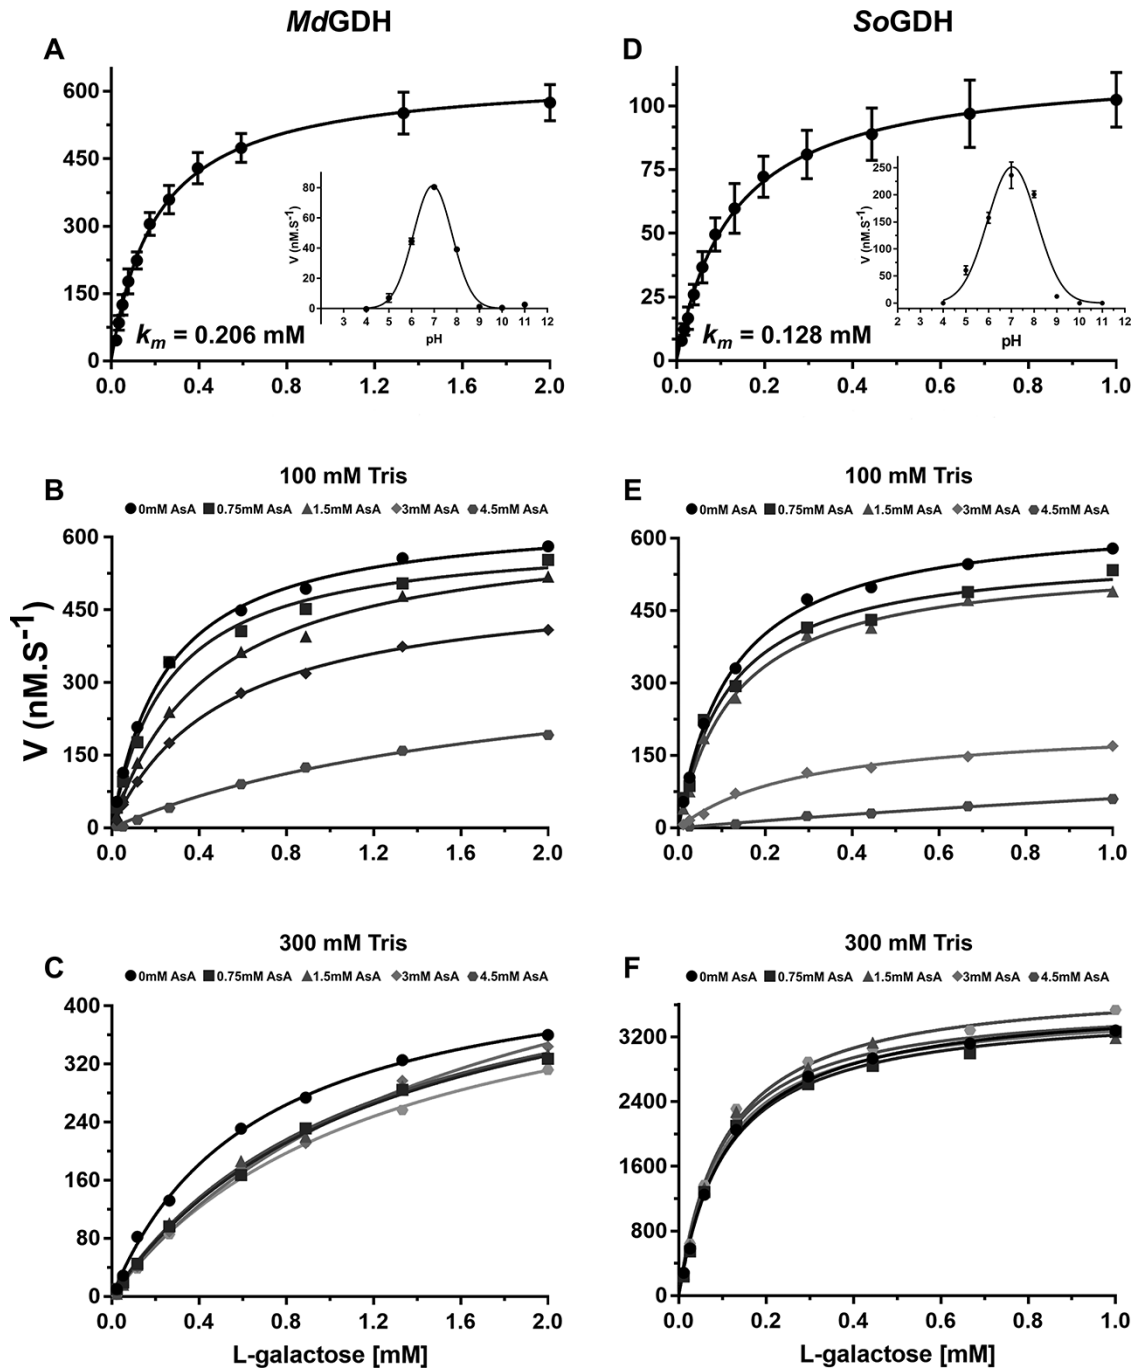 MdGDH
SoGDH
A
600
450
300
150
0
0.0 0.4 0.8 1.2 1.6 2.0
km = 0.206 mM
V (nM.S-1)
80
60
40
20
0
3 4 5 6 7 8 9 10 11 12
pH
D
100
75
50
25
0
0.0 0.2 0.4 0.6 0.8 1.0
km = 0.128 mM
V (nM.S-1)
250
200
150
100
50
0
2 3 4 5 6 7 8 9 10 11 12
pH
B
100 mM Tris
0mM AsA 0.75mM AsA 1.5mM AsA 3mM AsA 4.5mM AsA
600
450
300
150
0
0.0 0.4 0.8 1.2 1.6 2.0
V (nM.S-1)
E
100 mM Tris
0mM AsA 0.75mM AsA 1.5mM AsA 3mM AsA 4.5mM AsA
600
450
300
150
0
0.0 0.2 0.4 0.6 0.8 1.0
C
300 mM Tris
0mM AsA 0.75mM AsA 1.5mM AsA 3mM AsA 4.5mM AsA
400
320
240
160
80
0
0.0 0.4 0.8 1.2 1.6 2.0
L-galactose [mM]
F
300 mM Tris
0mM AsA 0.75mM AsA 1.5mM AsA 3mM AsA 4.5mM AsA
3200
2400
1600
800
0
0.0 0.2 0.4 0.6 0.8 1.0
L-galactose [mM]